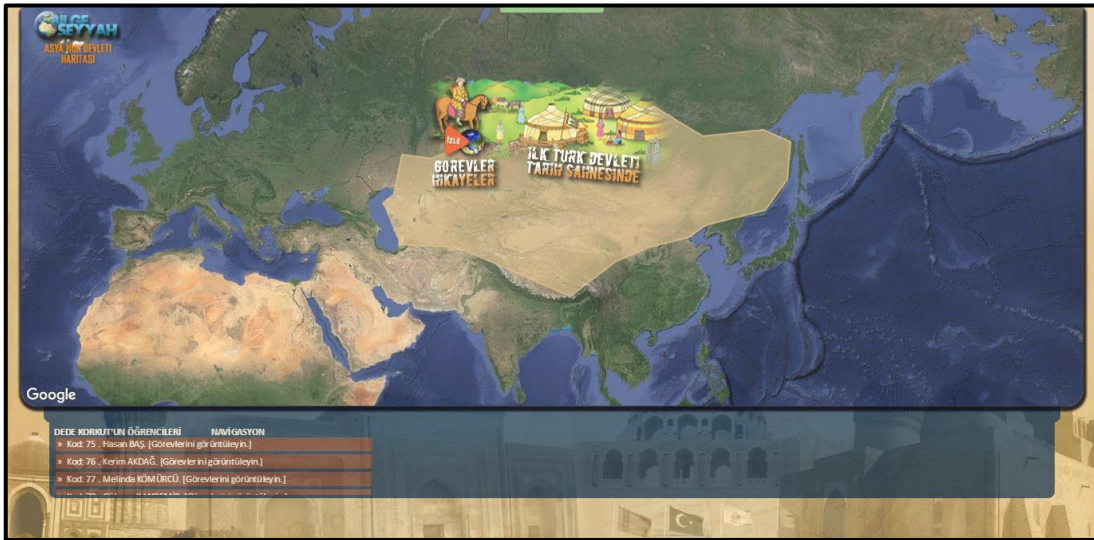 BİLGE
SEYYAH
ASYA HUN DEVLETİ
HARİTASI
İZLE
GÖREVLER
HİKAYELER
İLK TÜRK DEVLETİ
TARİH SAHNESİNDE
Google
DEDE KORKUT'UN ÖĞRENCİLERİ NAVİGASYON
» Kod: 75 . Hasan BAŞ. [Görevlerini görüntüleyin.]
» Kod: 76 . Kerim AKDAĞ. [Görevlerini görüntüleyin.]
» Kod: 77 . Melinda KÖMÜRCÜ. [Görevlerini görüntüleyin.]